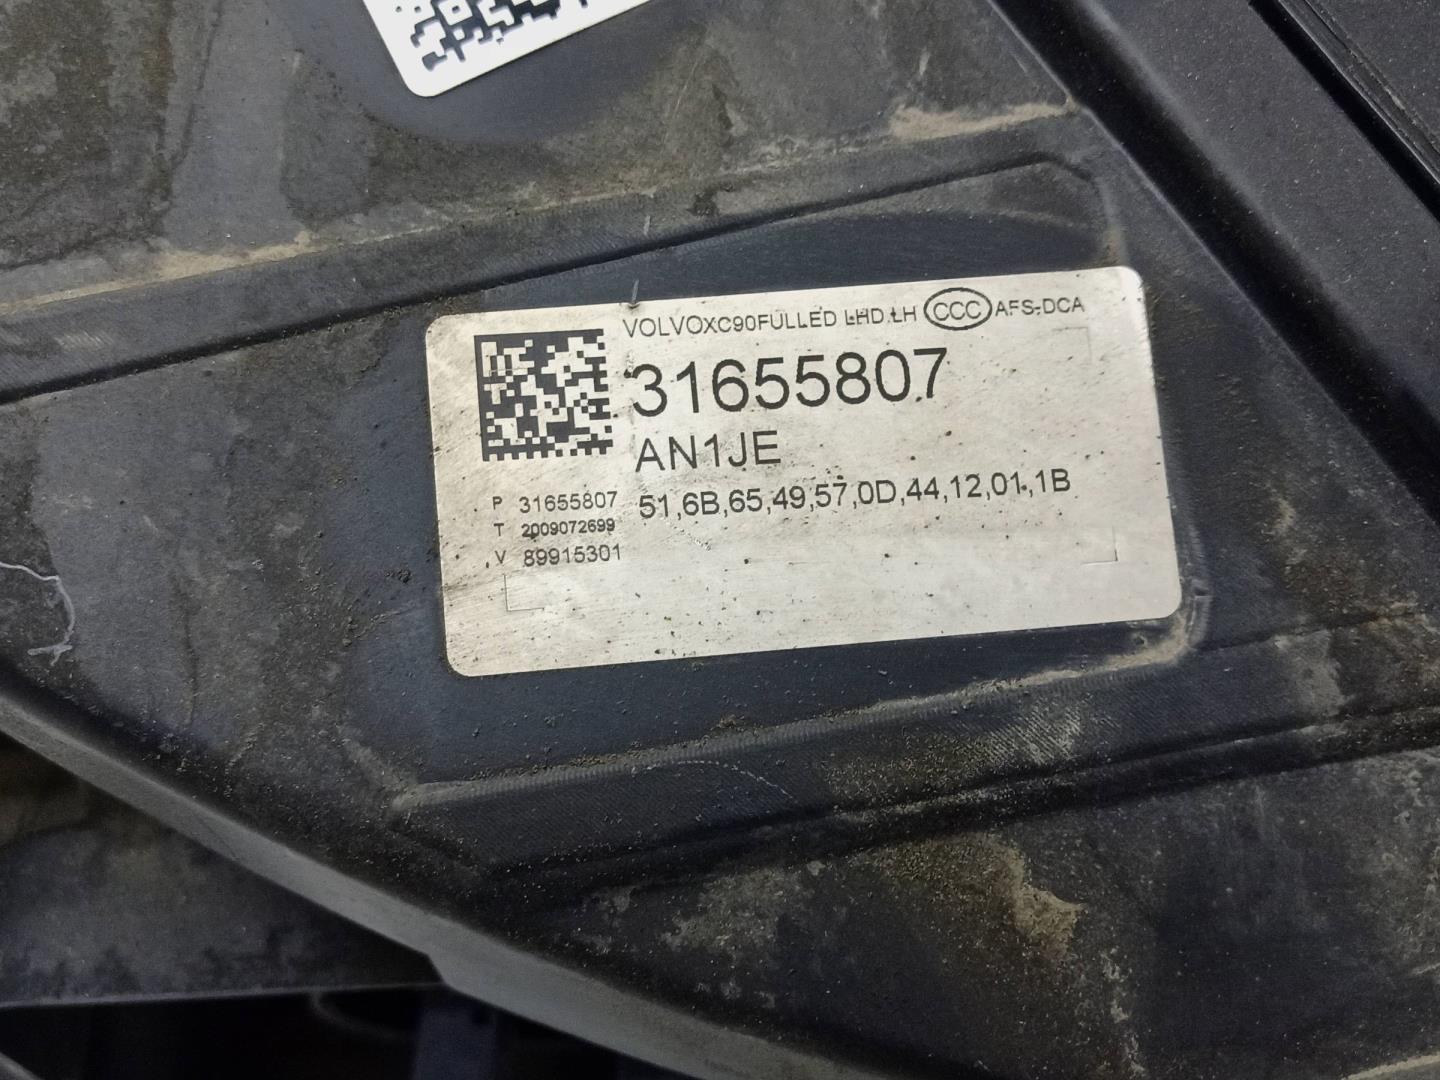 VOLVOXC90FULLED LHD LH CCC AFS-DCA
31655807
AN1JE
51,6B,65,49,57,0D,44,12,01,1B
P 31655807
T 2009072699
V 89915301